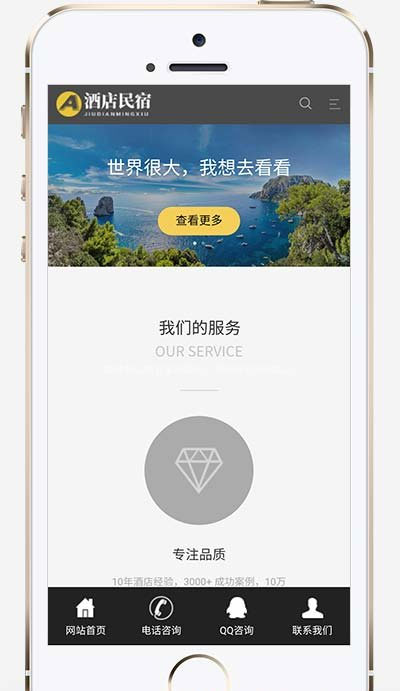 A 酒店民宿
JIUDIANMINGXIU
世界很大，我想去看看
查看更多
我们的服务
OUR SERVICE
专注品质
10年酒店经验，3000+ 成功案例，10万
网站首页
电话咨询
QQ咨询
联系我们